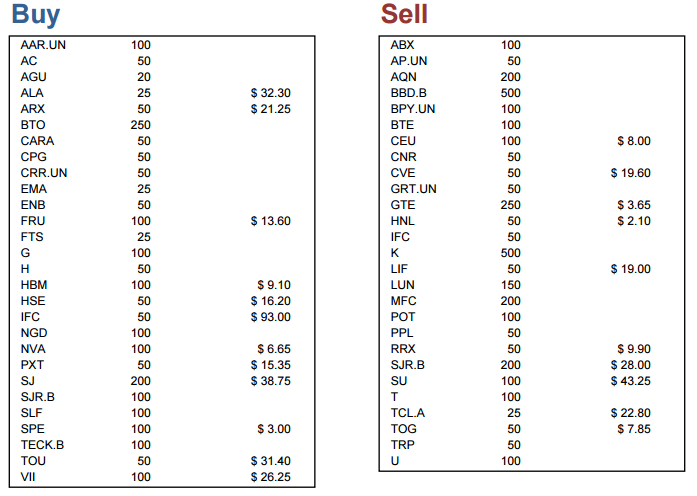 Buy
AAR.UN 100
AC 50
AGU 20
ALA 25 $ 32.30
ARX 50 $ 21.25
BTO 250
CARA 50
CPG 50
CRR.UN 50
EMA 25
ENB 50
FRU 100 $ 13.60
FTS 25
G 100
H 50
HBM 100 $ 9.10
HSE 50 $ 16.20
IFC 50 $ 93.00
NGD 100
NVA 100 $ 6.65
PXT 50 $ 15.35
SJ 200 $ 38.75
SJR.B 100
SLF 100
SPE 100 $ 3.00
TECK.B 100
TOU 50 $ 31.40
VII 100 $ 26.25
Sell
ABX 100
AP.UN 50
AQN 200
BBD.B 500
BPY.UN 100
BTE 100
CEU 100 $ 8.00
CNR 50
CVE 50 $ 19.60
GRT.UN 50
GTE 250 $ 3.65
HNL 50 $ 2.10
IFC 50
K 500
LIF 50 $ 19.00
LUN 150
MFC 200
POT 100
PPL 50
RRX 50 $ 9.90
SJR.B 200 $ 28.00
SU 100 $ 43.25
T 100
TCL.A 25 $ 22.80
TOG 50 $ 7.85
TRP 50
U 100